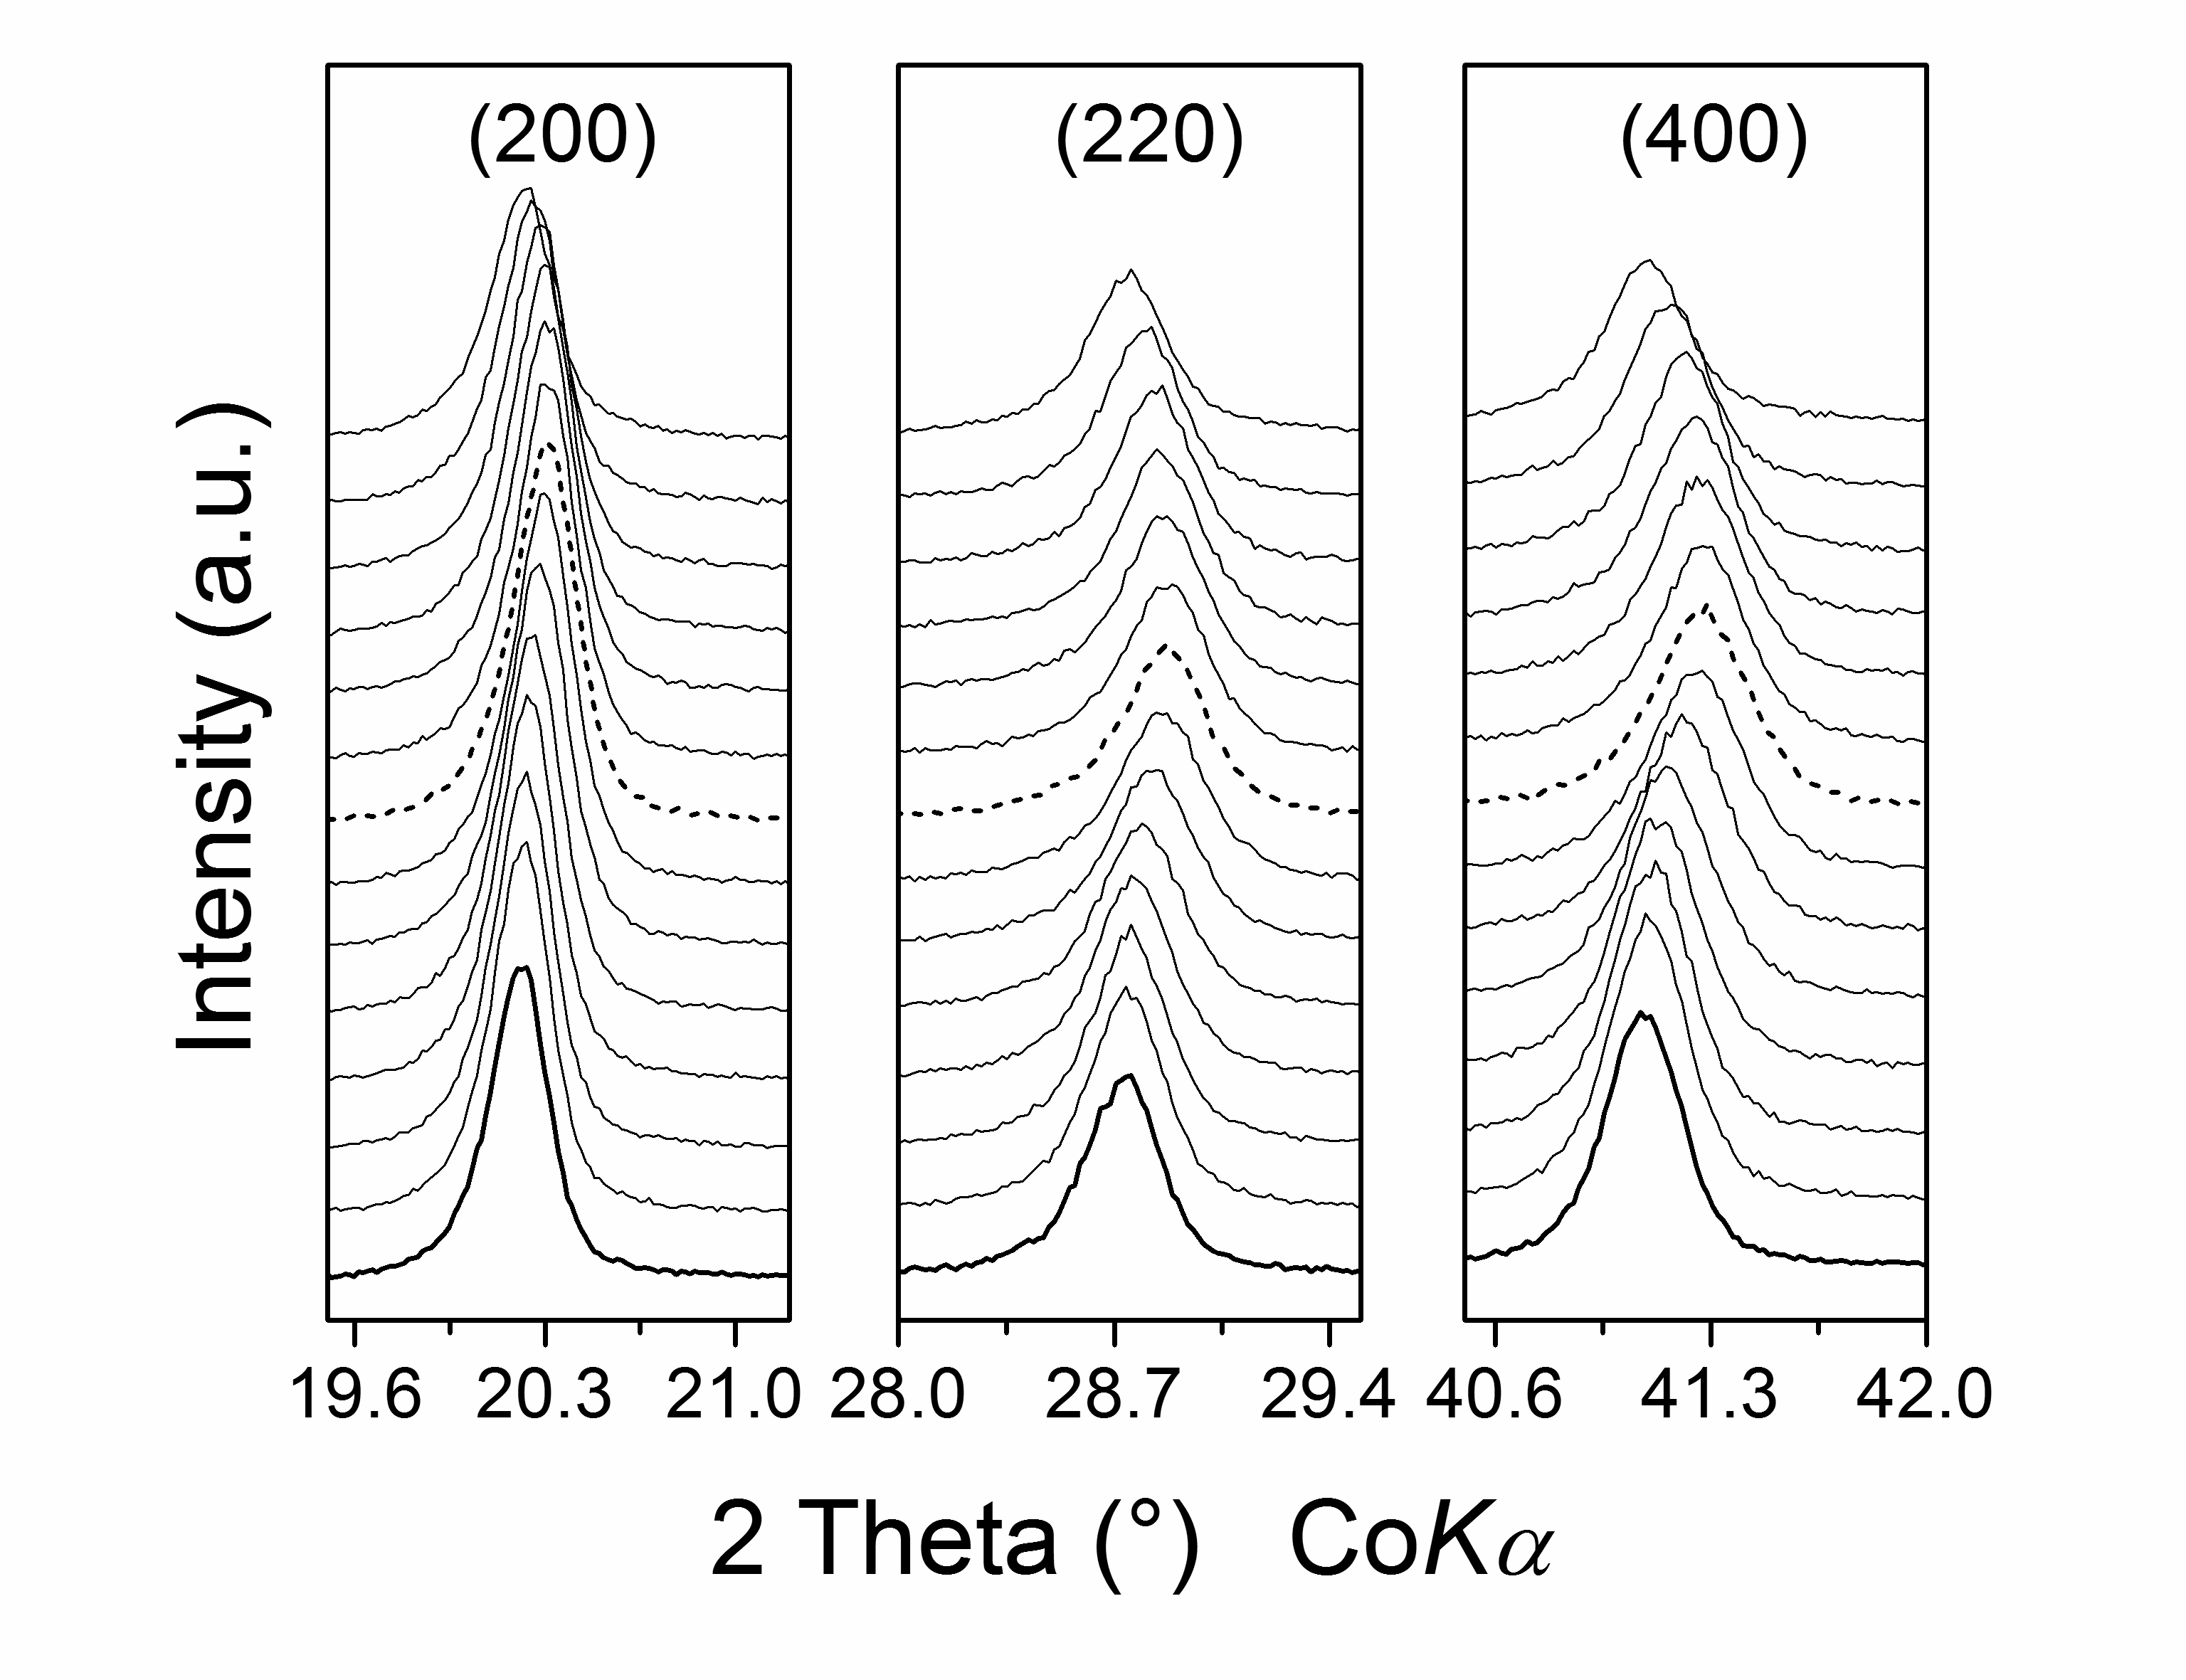 (200) (220) (400)
Intensity (a.u.)
19.6 20.3 21.0 28.0 28.7 29.4 40.6 41.3 42.0
2 Theta (°) CoKα